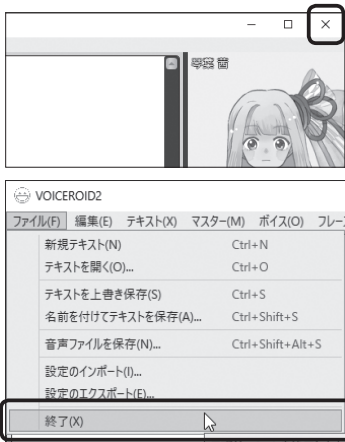 琴葉 茜
VOICEROID2
ファイル(F) 編集(E) テキスト(X) マスター(M) ボイス(O) フレー
新規テキスト(N) Ctrl+N
テキストを開く(O)... Ctrl+O
テキストを上書き保存(S) Ctrl+S
名前を付けてテキストを保存(A)... Ctrl+Shift+S
音声ファイルを保存(N)... Ctrl+Shift+Alt+S
設定のインポート(I)...
設定のエクスポート(E)...
終了(X)